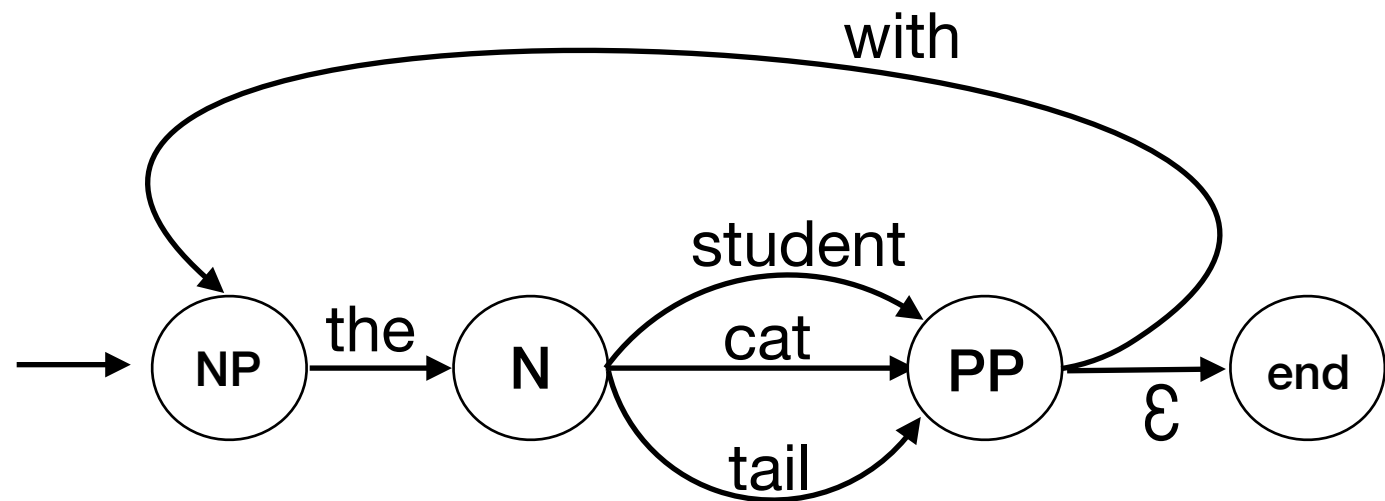 with
student
the
cat
NP
N
PP
end
ε
tail